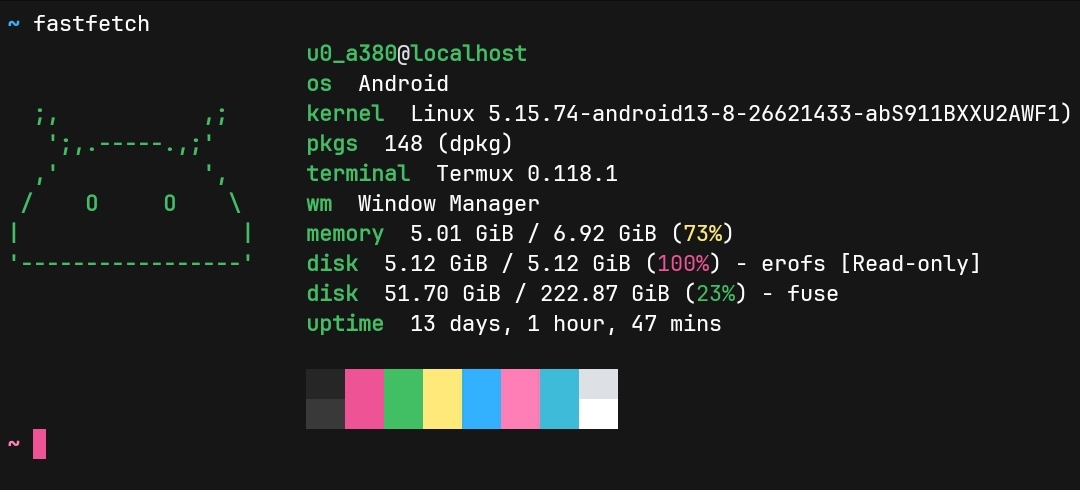 ~ fastfetch
u0_a380@localhost
os Android
kernel Linux 5.15.74-android13-8-26621433-abS911BXXU2AWF1)
pkgs 148 (dpkg)
terminal Termux 0.118.1
wm Window Manager
memory 5.01 GiB / 6.92 GiB (73%)
disk 5.12 GiB / 5.12 GiB (100%) - erofs [Read-only]
disk 51.70 GiB / 222.87 GiB (23%) - fuse
uptime 13 days, 1 hour, 47 mins
~